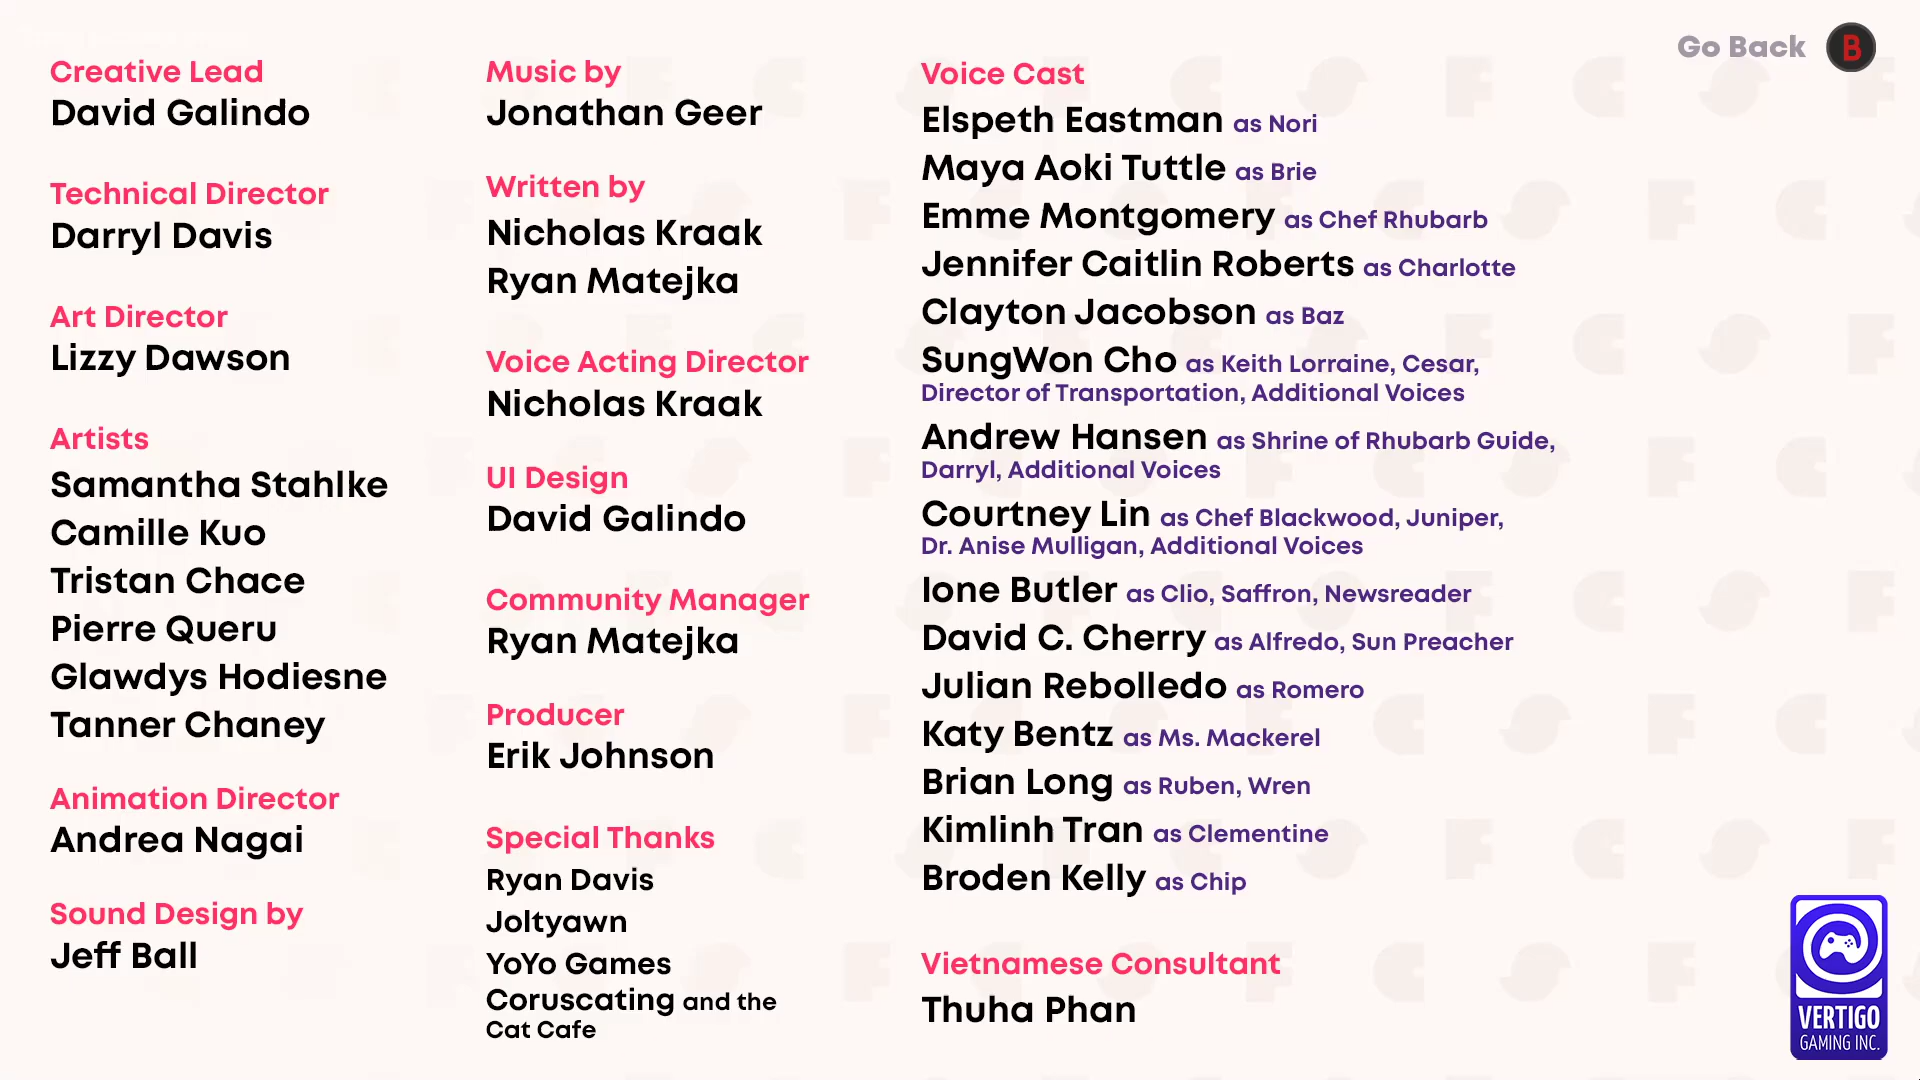 Creative Lead
David Galindo
Technical Director
Darryl Davis
Art Director
Lizzy Dawson
Artists
Samantha Stahlke
Camille Kuo
Tristan Chace
Pierre Queru
Glawdys Hodiesne
Tanner Chaney
Animation Director
Andrea Nagai
Sound Design by
Jeff Ball
Music by
Jonathan Geer
Written by
Nicholas Kraak
Ryan Matejka
Voice Acting Director
Nicholas Kraak
UI Design
David Galindo
Community Manager
Ryan Matejka
Producer
Erik Johnson
Special Thanks
Ryan Davis
Joltyawn
YoYo Games
Coruscating and the
Cat Cafe
Voice Cast
Elspeth Eastman as Nori
Maya Aoki Tuttle as Brie
Emme Montgomery as Chef Rhubarb
Jennifer Caitlin Roberts as Charlotte
Clayton Jacobson as Baz
SungWon Cho as Keith Lorraine, Cesar,
Director of Transportation, Additional Voices
Andrew Hansen as Shrine of Rhubarb Guide,
Darryl, Additional Voices
Courtney Lin as Chef Blackwood, Juniper,
Dr. Anise Mulligan, Additional Voices
Ione Butler as Clio, Saffron, Newsreader
David C. Cherry as Alfredo, Sun Preacher
Julian Rebolledo as Romero
Katy Bentz as Ms. Mackerel
Brian Long as Ruben, Wren
Kimlinh Tran as Clementine
Broden Kelly as Chip
Vietnamese Consultant
Thuha Phan
Go Back B
VERTIGO
GAMING INC.